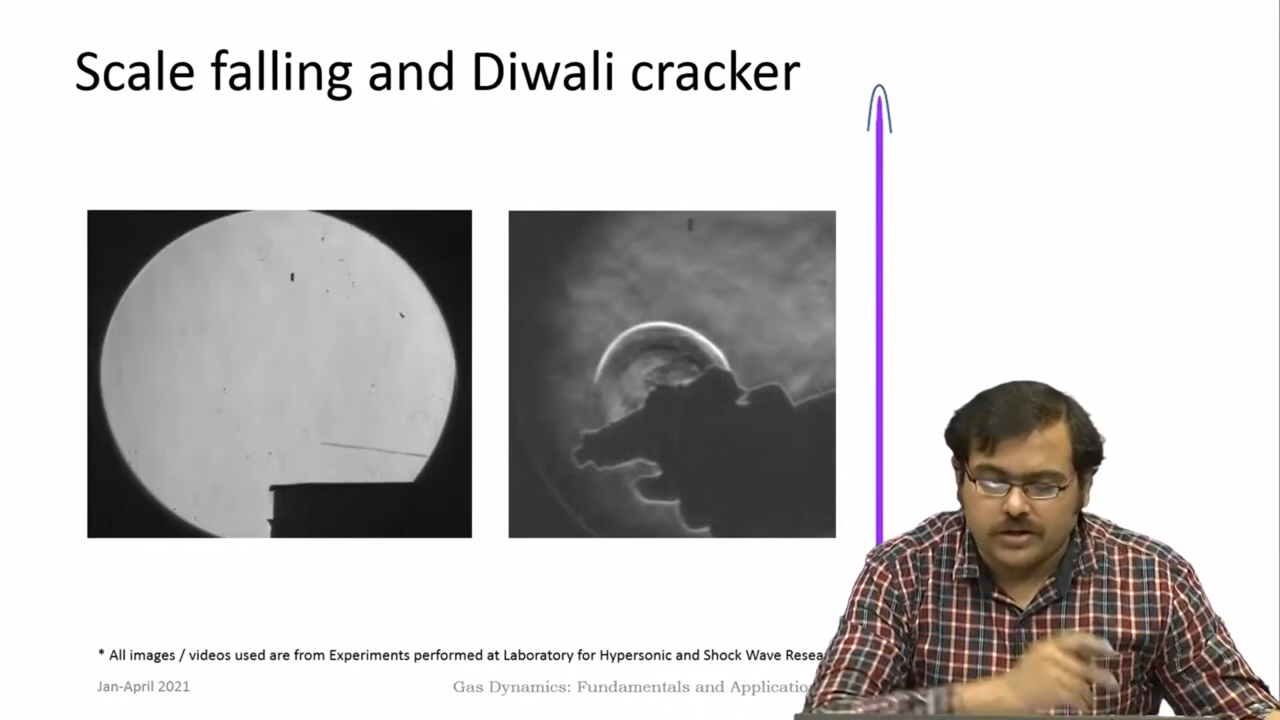 Scale falling and Diwali cracker
* All images / videos used are from Experiments performed at Laboratory for Hypersonic and Shock Wave Resea
Jan-April 2021
Gas Dynamics: Fundamentals and Applicatio